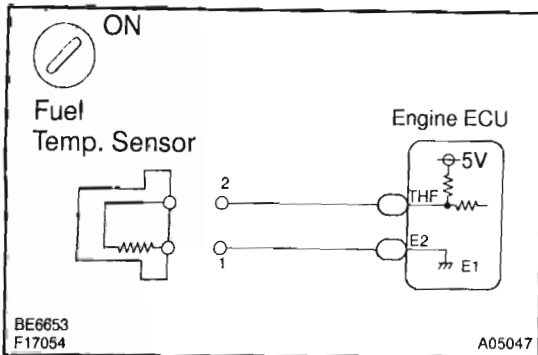 ON
Fuel
Temp. Sensor
Engine ECU
5V
2
THF
E2
1
E1
BE6653
F17054
A05047